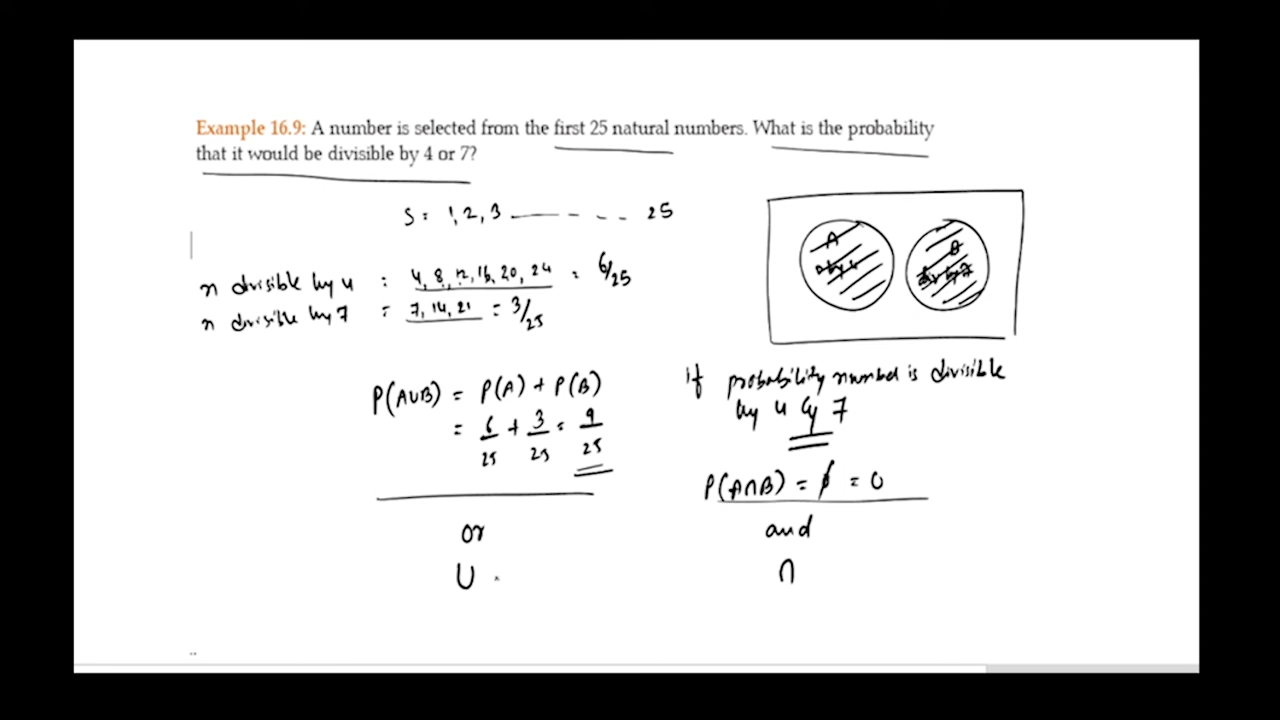 Example 16.9: A number is selected from the first 25 natural numbers. What is the probability
that it would be divisible by 4 or 7?
S = 1, 2, 3 — - - - . . 25
n divisible by 4 = 4, 8, 12, 16, 20, 24 = 6/25
n divisible by 7 = 7, 14, 21 = 3/25
A
B
P(A∪B) = P(A) + P(B)
= 6/25 + 3/25 = 9/25
or
∪
If probability number is divisible
by 4 & 7
P(A∩B) = ϕ = 0
and
∩